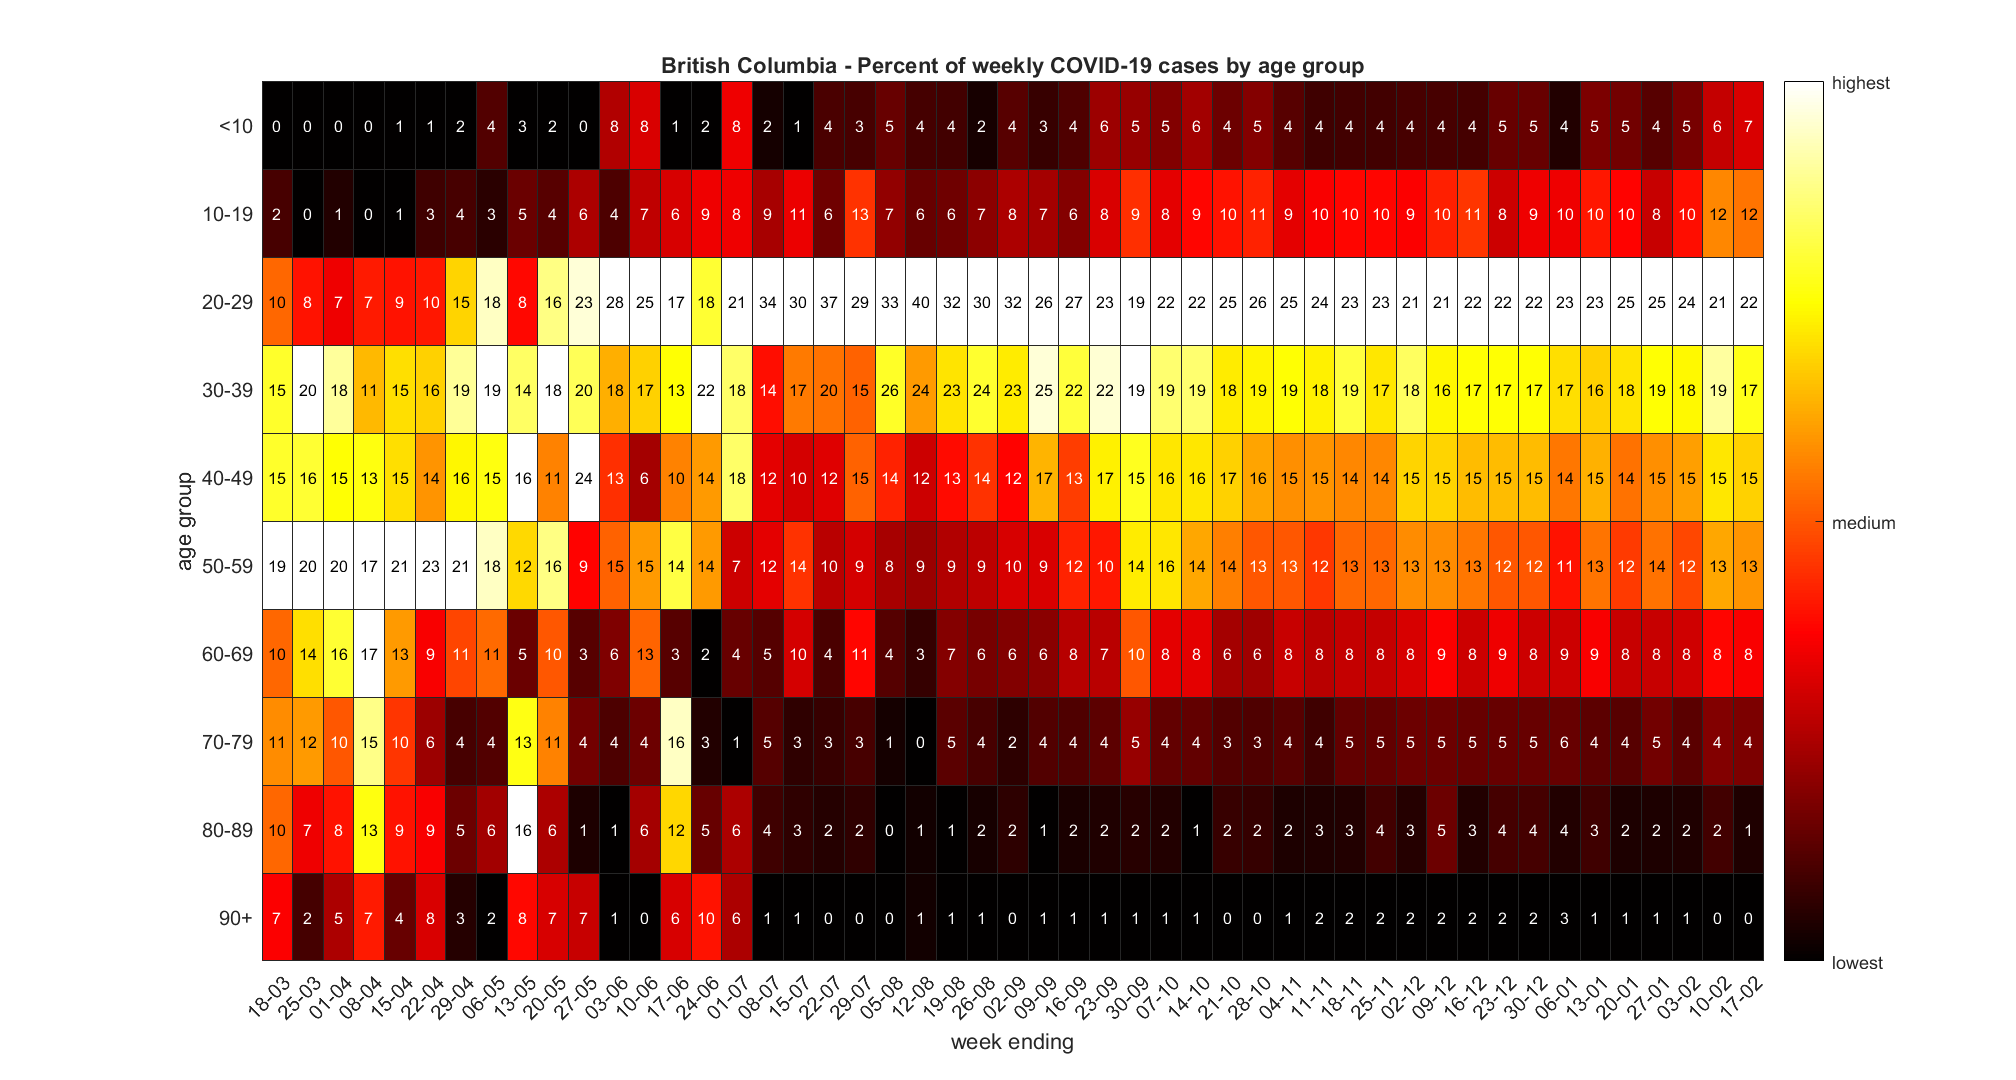 British Columbia - Percent of weekly COVID-19 cases by age group
highest
<10 0 0 0 0 1 1 2 4 3 2 0 8 8 1 2 8 2 1 4 3 5 4 4 2 4 3 4 6 5 5 6 4 5 4 4 4 4 4 4 4 5 5 4 5 5 4 5 6 7
10-19 2 0 1 0 1 3 4 3 5 4 6 4 7 6 9 8 9 11 6 13 7 6 6 7 8 7 6 8 9 8 9 10 11 9 10 10 10 9 10 11 8 9 10 10 10 8 10 12 12
20-29 10 8 7 7 9 10 15 18 8 16 23 28 25 17 18 21 34 30 37 29 33 40 32 30 32 26 27 23 19 22 22 25 26 25 24 23 23 21 21 22 22 22 23 23 25 25 24 21 22
30-39 15 20 18 11 15 16 19 19 14 18 20 18 17 13 22 18 14 17 20 15 26 24 23 24 23 25 22 22 19 19 19 18 19 19 18 19 17 18 16 17 17 17 17 16 18 19 18 19 17
40-49 15 16 15 13 15 14 16 15 16 11 24 13 6 10 14 18 12 10 12 15 14 12 13 14 12 17 13 17 15 16 16 17 16 15 15 14 14 15 15 15 15 15 14 15 14 15 15 15 15
age group
medium
50-59 19 20 20 17 21 23 21 18 12 16 9 15 15 14 14 7 12 14 10 9 8 9 9 9 10 9 12 10 14 16 14 14 13 13 12 13 13 13 13 13 12 12 11 13 12 14 12 13 13
60-69 10 14 16 17 13 9 11 11 5 10 3 6 13 3 2 4 5 10 4 11 4 3 7 6 6 6 8 7 10 8 8 6 6 8 8 8 8 8 9 8 9 8 9 9 8 8 8 8 8
70-79 11 12 10 15 10 6 4 4 13 11 4 4 4 16 3 1 5 3 3 3 1 0 5 4 2 4 4 4 5 4 4 3 3 4 4 5 5 5 5 5 5 5 6 4 4 5 4 4 4
80-89 10 7 8 13 9 9 5 6 16 6 1 1 6 12 5 6 4 3 2 2 0 1 1 2 2 1 2 2 2 2 1 2 2 2 3 3 4 3 5 3 4 4 4 3 2 2 2 2 1
90+ 7 2 5 7 4 8 3 2 8 7 7 1 0 6 10 6 1 1 0 0 0 1 1 1 0 1 1 1 1 1 1 0 0 1 2 2 2 2 2 2 2 2 3 1 1 1 1 0 0
lowest
18-03 25-03 01-04 08-04 15-04 22-04 29-04 06-05 13-05 20-05 27-05 03-06 10-06 17-06 24-06 01-07 08-07 15-07 22-07 29-07 05-08 12-08 19-08 26-08 02-09 09-09 16-09 23-09 30-09 07-10 14-10 21-10 28-10 04-11 11-11 18-11 25-11 02-12 09-12 16-12 23-12 30-12 06-01 13-01 20-01 27-01 03-02 10-02 17-02
week ending